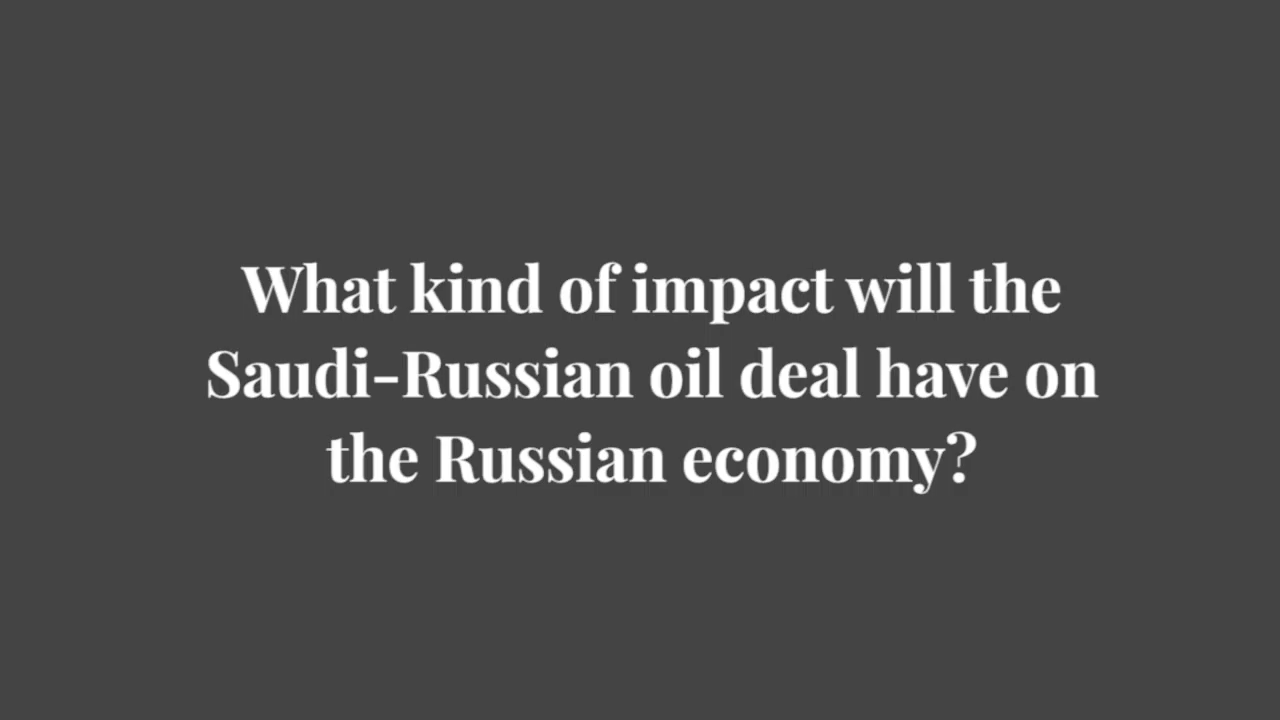 What kind of impact will the
Saudi-Russian oil deal have on
the Russian economy?